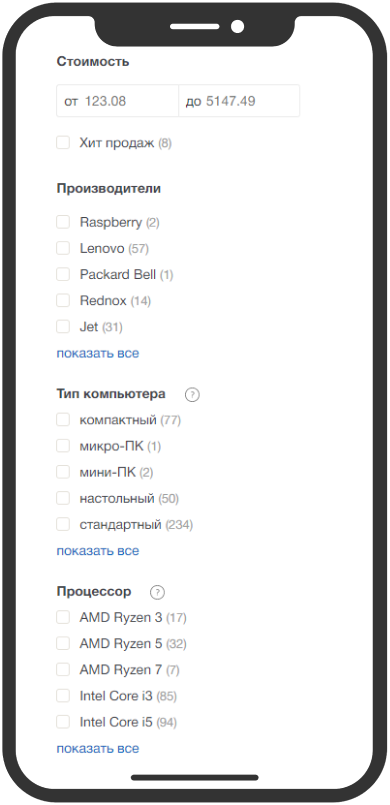 Стоимость
от 123.08 до 5147.49
Хит продаж (8)
Производители
Raspberry (2)
Lenovo (57)
Packard Bell (1)
Rednox (14)
Jet (31)
показать все
Тип компьютера ?
компактный (77)
микро-ПК (1)
мини-ПК (2)
настольный (50)
стандартный (234)
показать все
Процессор ?
AMD Ryzen 3 (17)
AMD Ryzen 5 (32)
AMD Ryzen 7 (7)
Intel Core i3 (85)
Intel Core i5 (94)
показать все